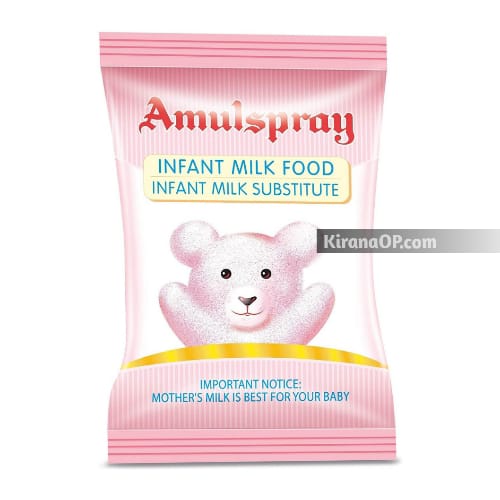 Amulspray
INFANT MILK FOOD
INFANT MILK SUBSTITUTE
KiranaOP.com
IMPORTANT NOTICE:
MOTHER'S MILK IS BEST FOR YOUR BABY